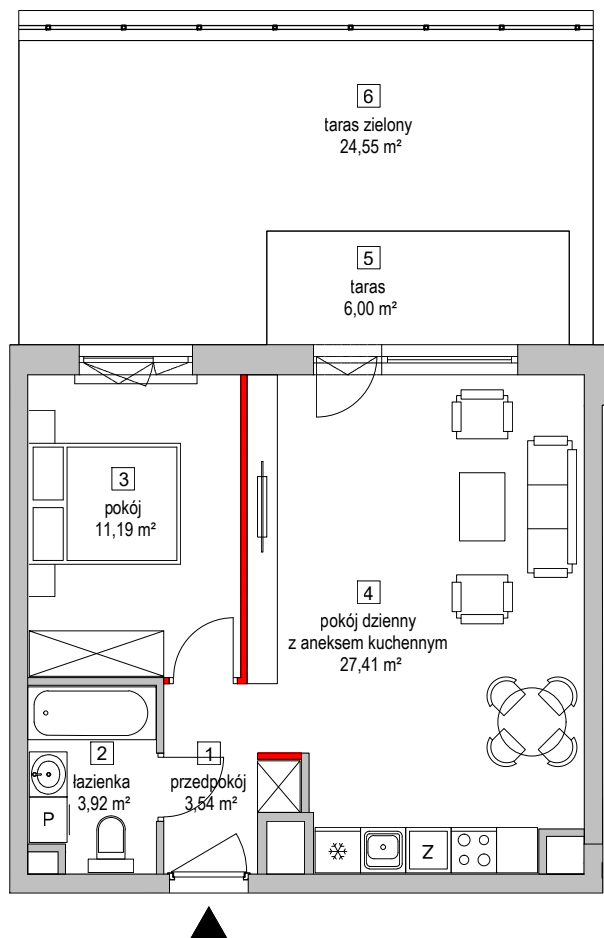 6
taras zielony
24,55 m²
5
taras
6,00 m²
3
pokój
11,19 m²
4
pokój dzienny
z aneksem kuchennym
27,41 m²
2
łazienka
3,92 m²
1
przedpokój
3,54 m²
P
Z